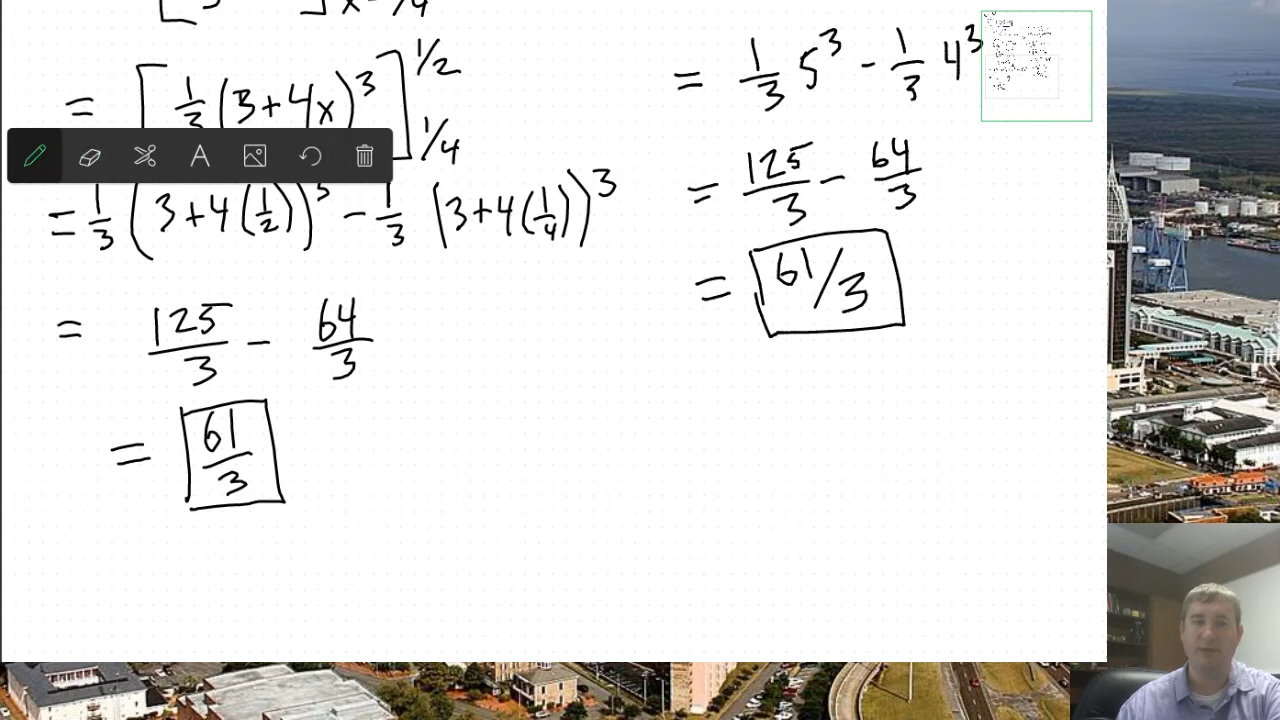 x=1/4
= [1/3 (3+4x)^3]^1/2_1/4
= 1/3 (3+4(1/2))^3 - 1/3 (3+4(1/4))^3
= 125/3 - 64/3
= 61/3
= 1/3 5^3 - 1/3 4^3
= 125/3 - 64/3
= 61/3
A